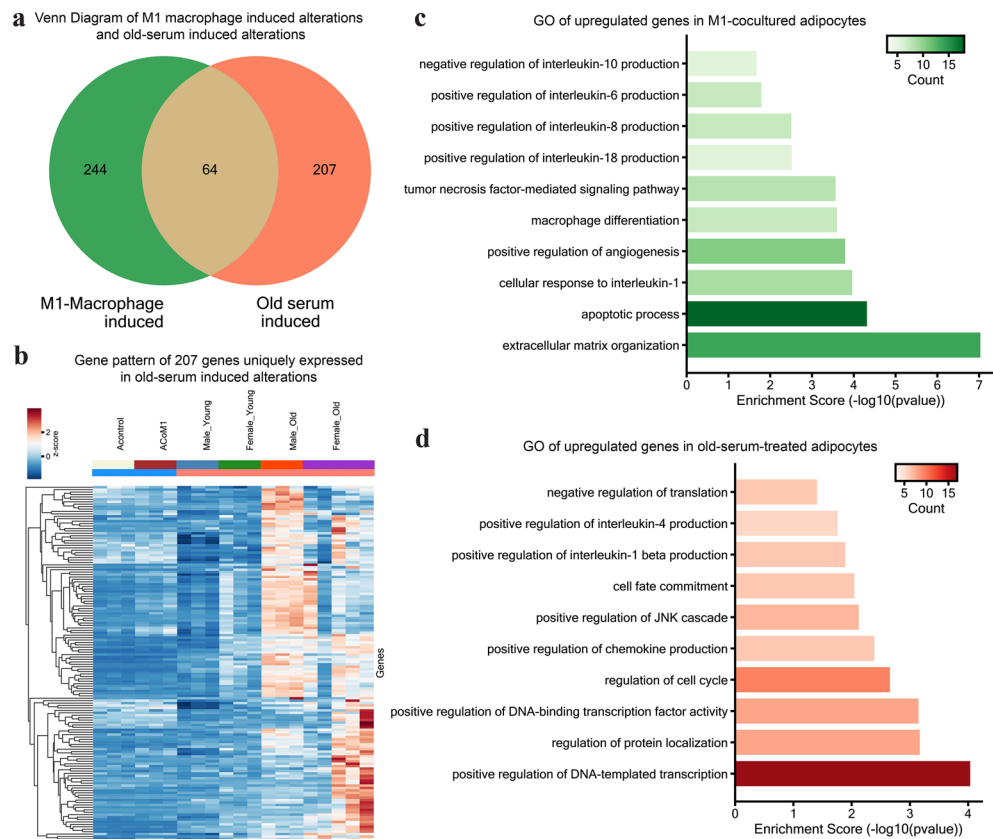 a
Venn Diagram of M1 macrophage induced alterations
and old-serum induced alterations
244
64
207
M1-Macrophage
induced
Old serum
induced
b
Gene pattern of 207 genes uniquely expressed
in old-serum induced alterations
2
0
z-score
Acontrol
ACoM1
Male_Young
Female_Young
Male_Old
Female_Old
Genes
c
GO of upregulated genes in M1-cocultured adipocytes
5 10 15
Count
negative regulation of interleukin-10 production
positive regulation of interleukin-6 production
positive regulation of interleukin-8 production
positive regulation of interleukin-18 production
tumor necrosis factor-mediated signaling pathway
macrophage differentiation
positive regulation of angiogenesis
cellular response to interleukin-1
apoptotic process
extracellular matrix organization
0 1 2 3 4 5 6 7
Enrichment Score (-log10(pvalue))
d
GO of upregulated genes in old-serum-treated adipocytes
5 10 15
Count
negative regulation of translation
positive regulation of interleukin-4 production
positive regulation of interleukin-1 beta production
cell fate commitment
positive regulation of JNK cascade
positive regulation of chemokine production
regulation of cell cycle
positive regulation of DNA-binding transcription factor activity
regulation of protein localization
positive regulation of DNA-templated transcription
0 1 2 3 4
Enrichment Score (-log10(pvalue))